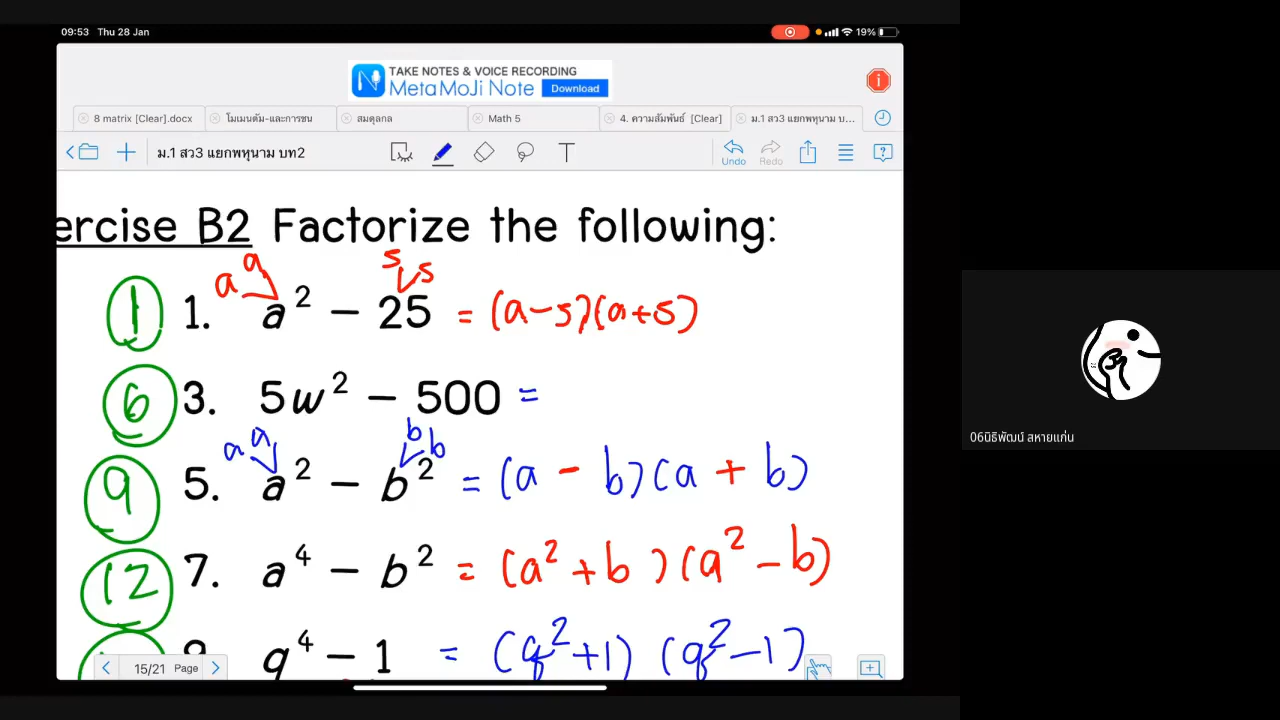 09:53 Thu 28 Jan 19%
TAKE NOTES & VOICE RECORDING
MetaMoJi Note Download
8 matrix [Clear].docx โมเมนตัม-และการชน สมดุลกล Math 5 4. ความสัมพันธ์ [Clear] ม.1 สว3 แยกพหุนาม บ...
ม.1 สว3 แยกพหุนาม บท2 T Undo Redo
ercise B2 Factorize the following:
a a 5 5
1 1. a² − 25 = (a−5)(a+5)
6 3. 5w² − 500 =
a a b b
9 5. a² − b² = (a − b)(a + b)
12 7. a⁴ − b² = (a² + b)(a² − b)
9. q⁴ − 1 = (q²+1) (q²−1)
15/21 Page
06นิธิพัฒน์ สหายแก่น